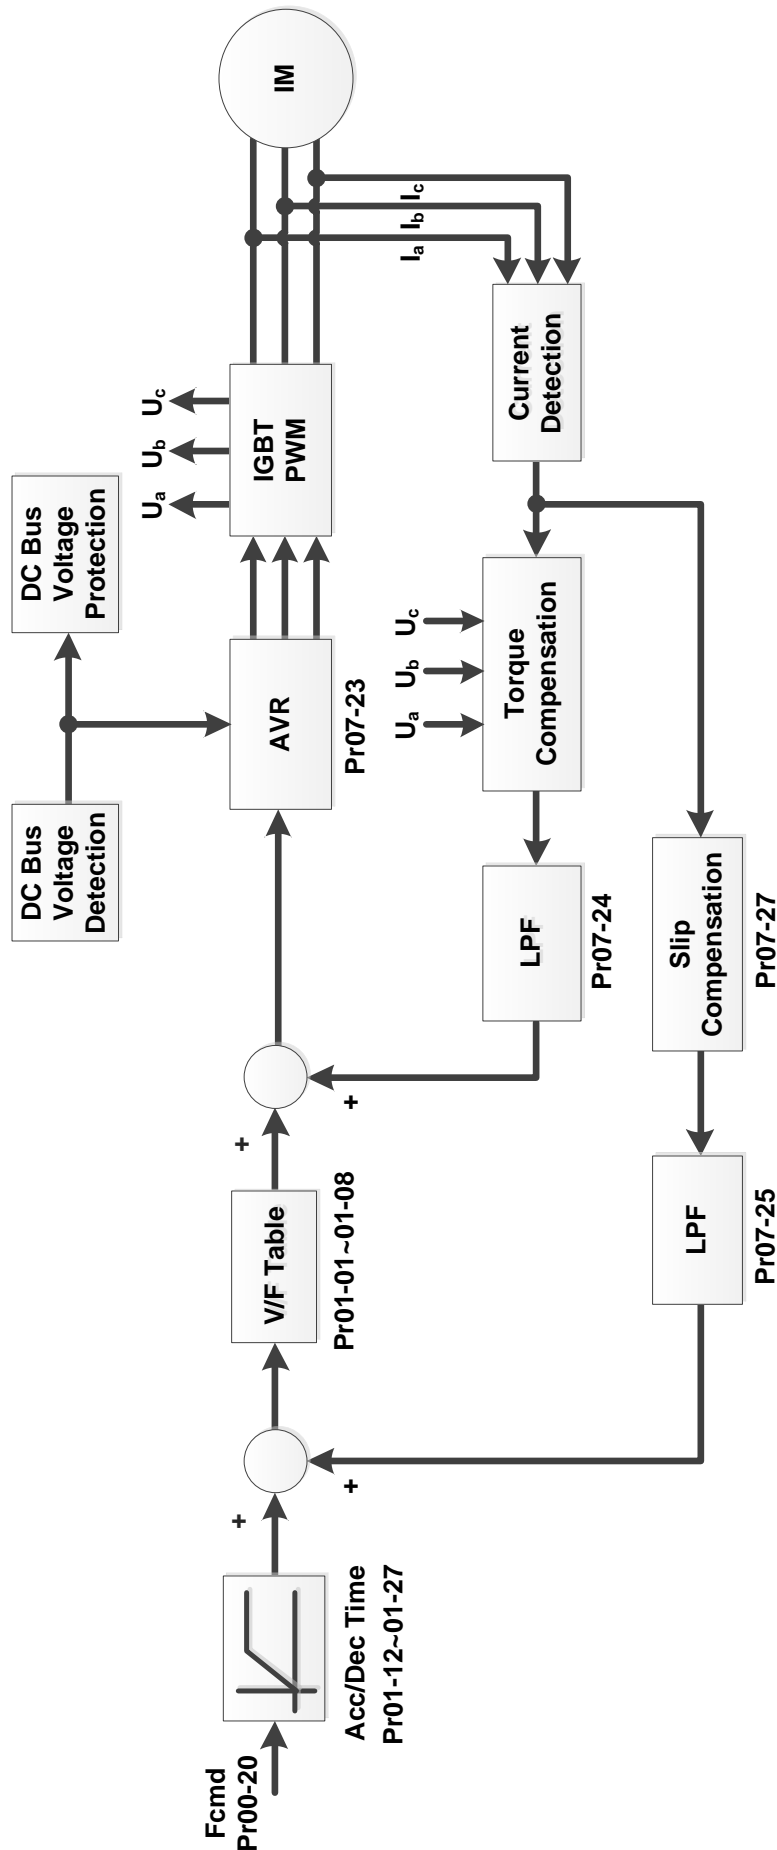 DC Bus
Voltage
Detection
DC Bus
Voltage
Protection
Fcmd
Pr00-20
Acc/Dec Time
Pr01-12~01-27
+
+
V/F Table
Pr01-01~01-08
+
+
AVR
Pr07-23
Ua
Ub
Uc
IGBT
PWM
IM
Ia
Ib
Ic
Current
Detection
Ua
Ub
Uc
Torque
Compensation
LPF
Pr07-24
Slip
Compensation
Pr07-27
LPF
Pr07-25